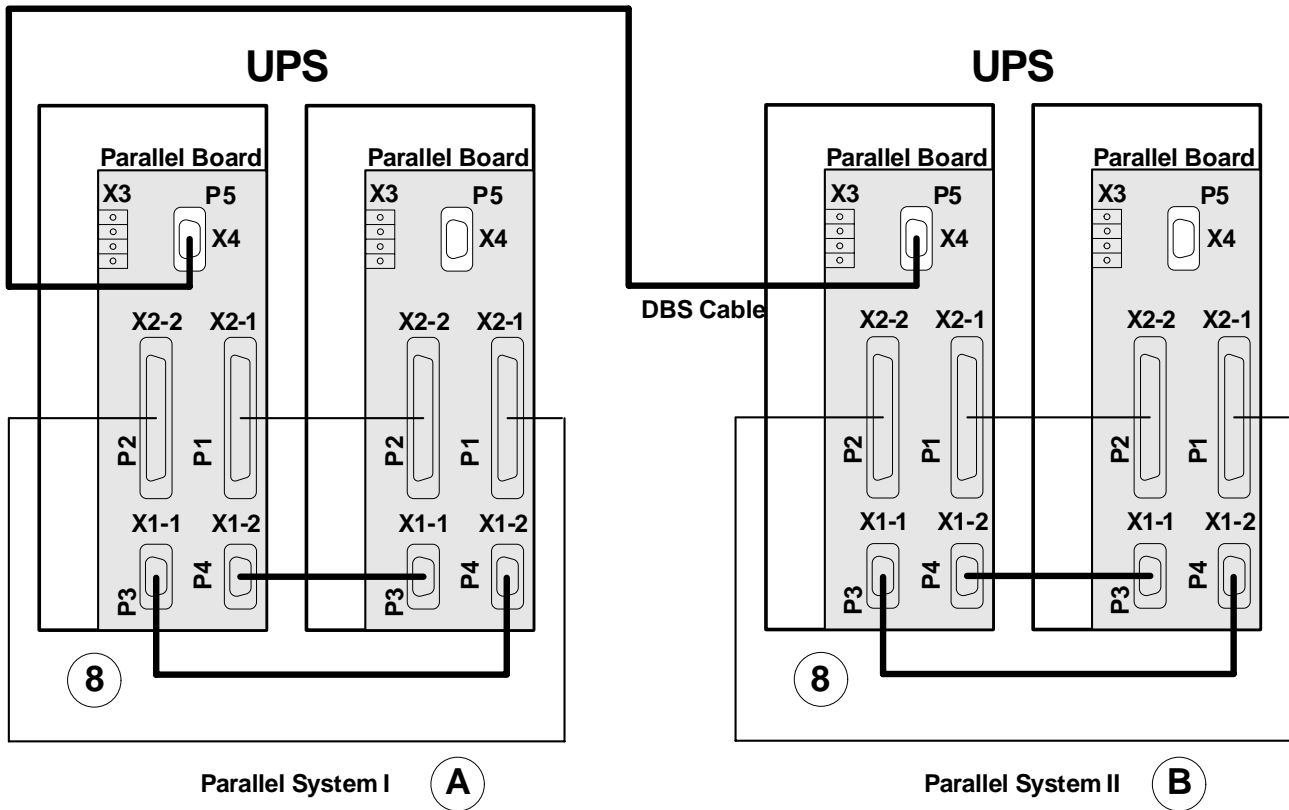 UPS
UPS
Parallel Board
Parallel Board
Parallel Board
Parallel Board
X3
P5
X4
X3
P5
X4
X3
P5
X4
X3
P5
X4
DBS Cable
X2-2
X2-1
X2-2
X2-1
X2-2
X2-1
X2-2
X2-1
P2
P1
P2
P1
P2
P1
P2
P1
X1-1
X1-2
X1-1
X1-2
X1-1
X1-2
X1-1
X1-2
P3
P4
P3
P4
P3
P4
P3
P4
8
8
Parallel System I
A
Parallel System II
B